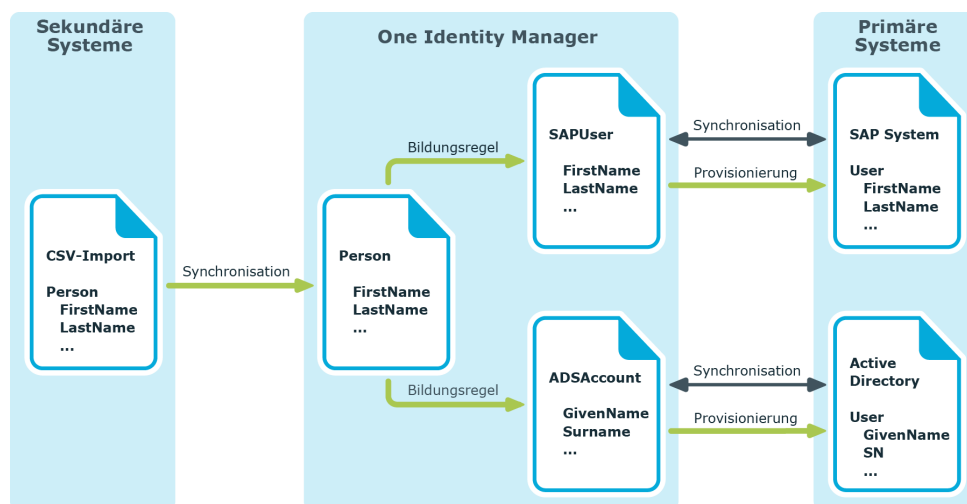 Sekundäre
Systeme
One Identity Manager
Primäre
Systeme
CSV-Import
Person
FirstName
LastName
...
Synchronisation
Person
FirstName
LastName
...
Bildungsregel
Bildungsregel
SAPUser
FirstName
LastName
...
ADSAccount
GivenName
Surname
...
Synchronisation
Provisionierung
Synchronisation
Provisionierung
SAP System
User
FirstName
LastName
...
Active
Directory
User
GivenName
SN
...